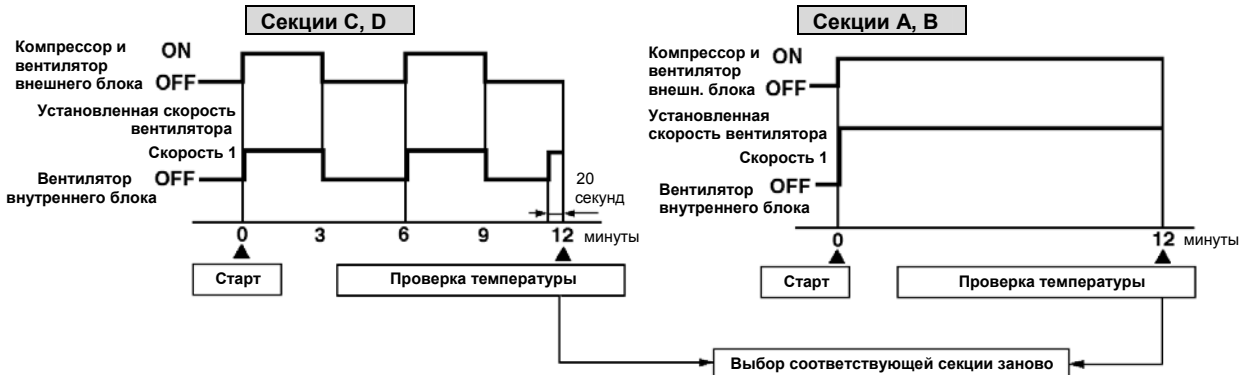 Секции C, D
Компрессор и
вентилятор
внешнего блока
ON
OFF
Установленная скорость
вентилятора
Скорость 1
Вентилятор
внутреннего блока
OFF
20
секунд
0 3 6 9 12 минуты
Старт
Проверка температуры
Секции A, B
Компрессор и
вентилятор
внешн. блока
ON
OFF
Установленная
скорость вентилятора
Скорость 1
OFF
Вентилятор
внутреннего блока
0 12 минуты
Старт
Проверка температуры
Выбор соответствующей секции заново